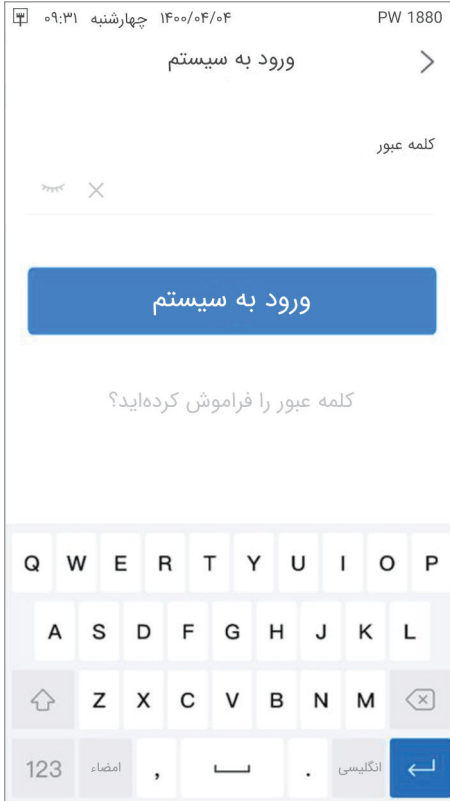 ۰۹:۳۱ چهارشنبه ۱۴۰۰/۰۴/۰۴ PW 1880
ورود به سیستم
کلمه عبور
ورود به سیستم
کلمه عبور را فراموش کرده‌اید؟
Q W E R T Y U I O P
A S D F G H J K L
Z X C V B N M
123 امضاء , . انگلیسی